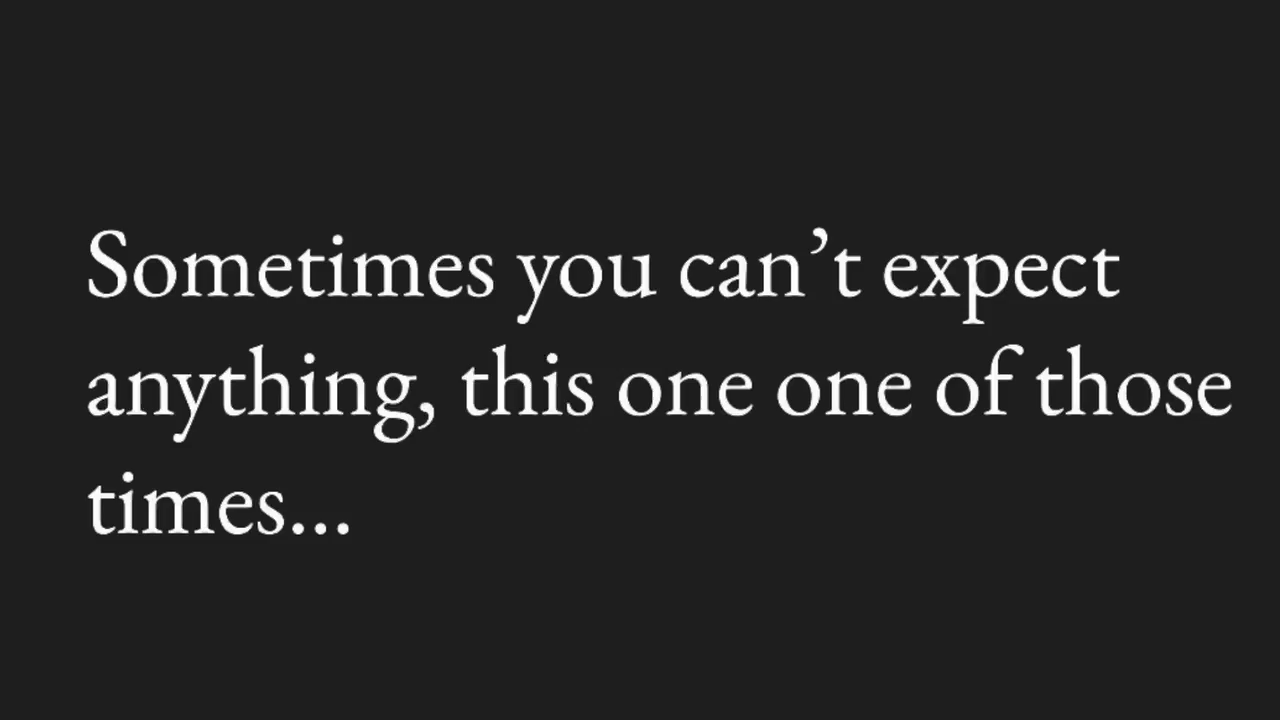 Sometimes you can’t expect
anything, this one one of those
times...